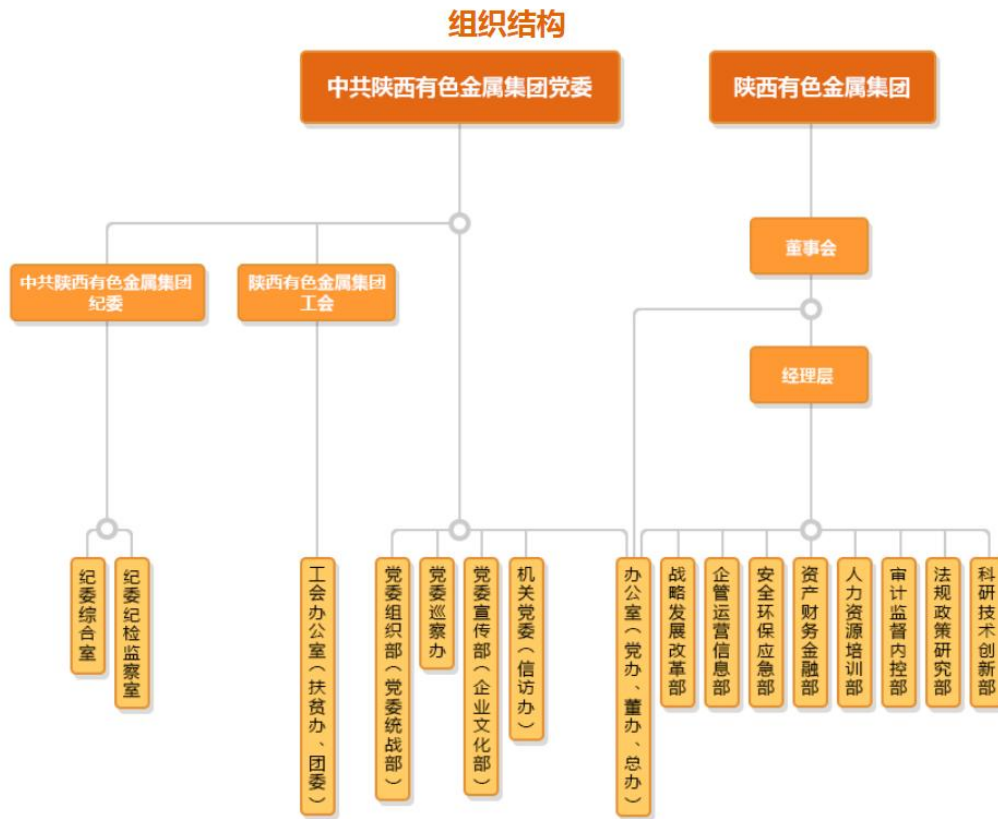 组织结构
中共陕西有色金属集团党委
陕西有色金属集团
董事会
中共陕西有色金属集团
纪委
陕西有色金属集团
工会
经理层
纪委综合室
纪委纪检监察室
工会办公室（扶贫办、团委）
党委组织部（党委统战部）
党委巡察办
党委宣传部（企业文化部）
机关党委（信访办）
办公室（党办、董办、总办）
战略发展改革部
企管运营信息部
安全环保应急部
资产财务金融部
人力资源培训部
审计监督内控部
法规政策研究部
科研技术创新部